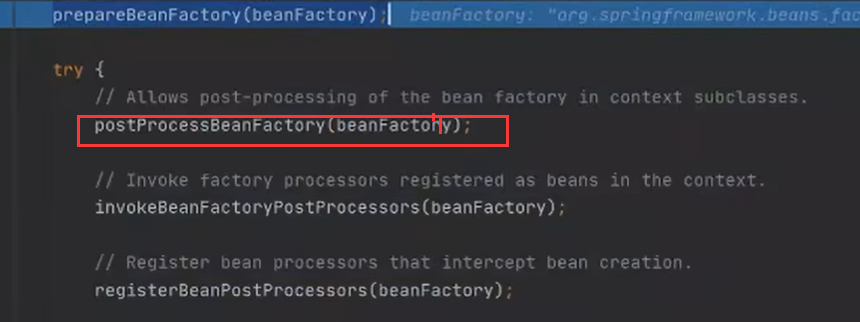 prepareBeanFactory(beanFactory); beanFactory: "org.springframework.beans.fac
try {
// Allows post-processing of the bean factory in context subclasses.
postProcessBeanFactory(beanFactory);
// Invoke factory processors registered as beans in the context.
invokeBeanFactoryPostProcessors(beanFactory);
// Register bean processors that intercept bean creation.
registerBeanPostProcessors(beanFactory);